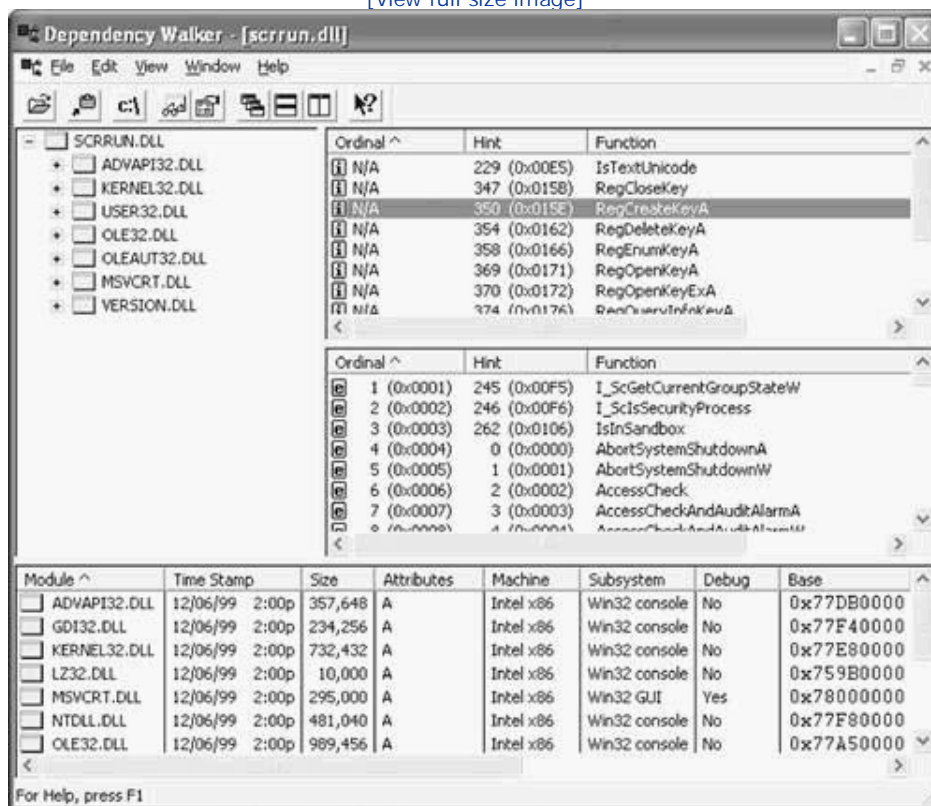 [View full size image]
Dependency Walker - [scrrun.dll]
File Edit View Window Help
c:\
SCRRUN.DLL
ADVAPI32.DLL
KERNEL32.DLL
USER32.DLL
OLE32.DLL
OLEAUT32.DLL
MSVCRT.DLL
VERSION.DLL
Ordinal ^ Hint Function
N/A 229 (0x00E5) IsTextUnicode
N/A 347 (0x015B) RegCloseKey
N/A 350 (0x015E) RegCreateKeyA
N/A 354 (0x0162) RegDeleteKeyA
N/A 358 (0x0166) RegEnumKeyA
N/A 369 (0x0171) RegOpenKeyA
N/A 370 (0x0172) RegOpenKeyExA
N/A 374 (0x0176) RegQueryInfoKeyA
Ordinal ^ Hint Function
1 (0x0001) 245 (0x00F5) I_ScGetCurrentGroupStateW
2 (0x0002) 246 (0x00F6) I_ScIsSecurityProcess
3 (0x0003) 262 (0x0106) IsInSandbox
4 (0x0004) 0 (0x0000) AbortSystemShutdownA
5 (0x0005) 1 (0x0001) AbortSystemShutdownW
6 (0x0006) 2 (0x0002) AccessCheck
7 (0x0007) 3 (0x0003) AccessCheckAndAuditAlarmA
8 (0x0008) 4 (0x0004) AccessCheckAndAuditAlarmW
Module ^ Time Stamp Size Attributes Machine Subsystem Debug Base
ADVAPI32.DLL 12/06/99 2:00p 357,648 A Intel x86 Win32 console No 0x77DB0000
GDI32.DLL 12/06/99 2:00p 234,256 A Intel x86 Win32 console No 0x77F40000
KERNEL32.DLL 12/06/99 2:00p 732,432 A Intel x86 Win32 console No 0x77E80000
LZ32.DLL 12/06/99 2:00p 10,000 A Intel x86 Win32 console No 0x759B0000
MSVCRT.DLL 12/06/99 2:00p 295,000 A Intel x86 Win32 GUI Yes 0x78000000
NTDLL.DLL 12/06/99 2:00p 481,040 A Intel x86 Win32 console No 0x77F80000
OLE32.DLL 12/06/99 2:00p 989,456 A Intel x86 Win32 console No 0x77A50000
For Help, press F1